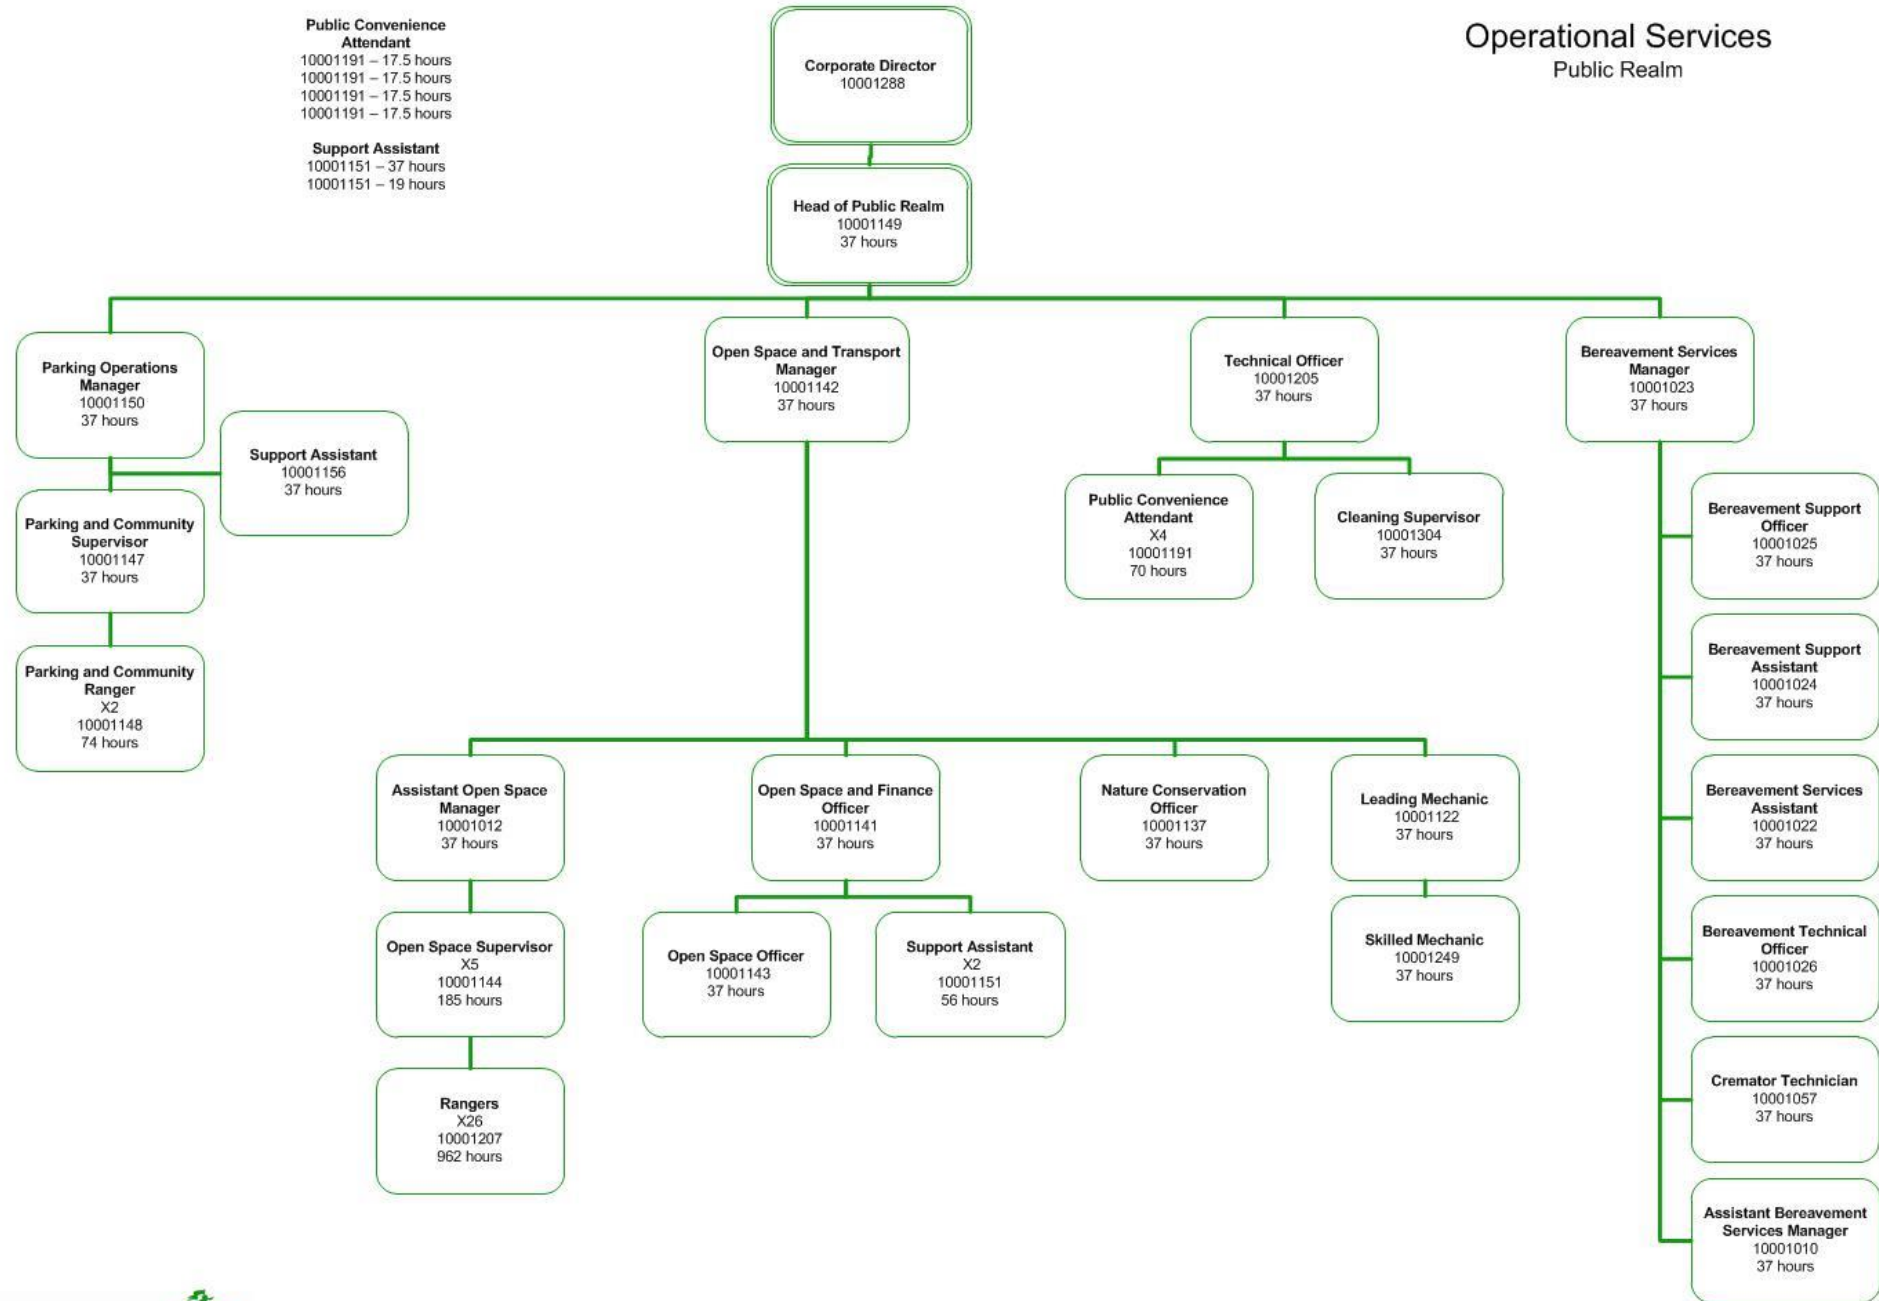 Public Convenience
Attendant
10001191 – 17.5 hours
10001191 – 17.5 hours
10001191 – 17.5 hours
10001191 – 17.5 hours
Support Assistant
10001151 – 37 hours
10001151 – 19 hours
Corporate Director
10001288
Operational Services
Public Realm
Head of Public Realm
10001149
37 hours
Parking Operations
Manager
10001150
37 hours
Support Assistant
10001156
37 hours
Parking and Community
Supervisor
10001147
37 hours
Parking and Community
Ranger
X2
10001148
74 hours
Open Space and Transport
Manager
10001142
37 hours
Technical Officer
10001205
37 hours
Public Convenience
Attendant
X4
10001191
70 hours
Cleaning Supervisor
10001304
37 hours
Assistant Open Space
Manager
10001012
37 hours
Open Space Supervisor
X5
10001144
185 hours
Rangers
X26
10001207
962 hours
Open Space and Finance
Officer
10001141
37 hours
Open Space Officer
10001143
37 hours
Support Assistant
X2
10001151
56 hours
Nature Conservation
Officer
10001137
37 hours
Leading Mechanic
10001122
37 hours
Skilled Mechanic
10001249
37 hours
Bereavement Services
Manager
10001023
37 hours
Bereavement Support
Officer
10001025
37 hours
Bereavement Support
Assistant
10001024
37 hours
Bereavement Services
Assistant
10001022
37 hours
Bereavement Technical
Officer
10001026
37 hours
Cremator Technician
10001057
37 hours
Assistant Bereavement
Services Manager
10001010
37 hours